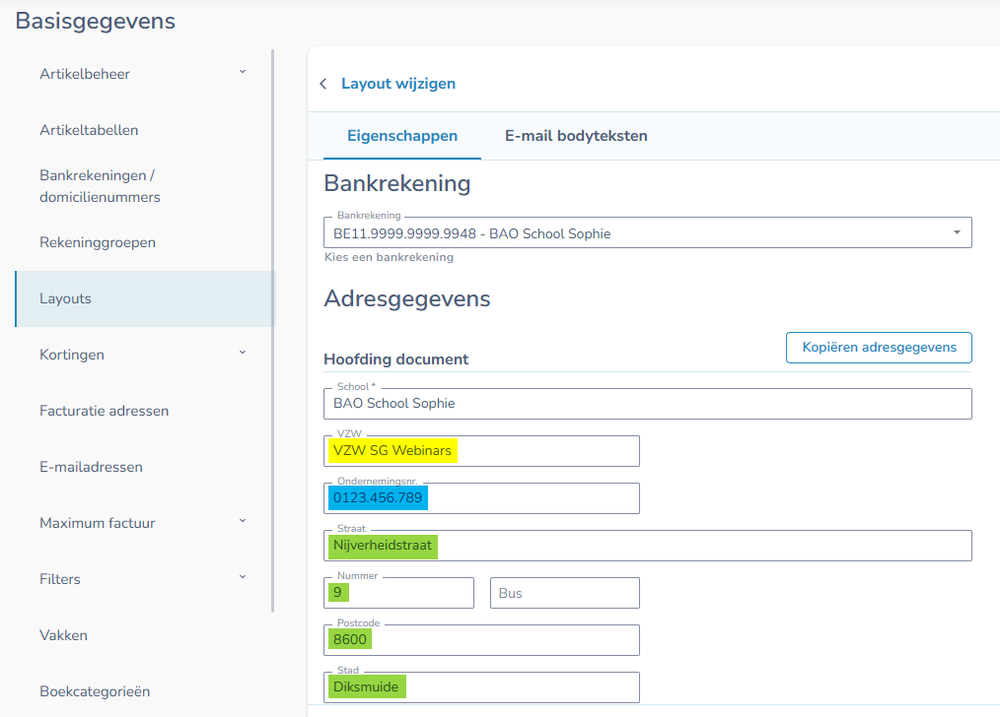 Basisgegevens
Artikelbeheer
Artikeltabellen
Bankrekeningen /
domicilienummers
Rekeninggroepen
Layouts
Kortingen
Facturatie adressen
E-mailadressen
Maximum factuur
Filters
Vakken
Boekcategorieën
Layout wijzigen
Eigenschappen
E-mail bodyteksten
Bankrekening
Bankrekening
BE11.9999.9999.9948 - BAO School Sophie
Kies een bankrekening
Adresgegevens
Hoofding document
Kopiëren adresgegevens
School *
BAO School Sophie
VZW
VZW SG Webinars
Ondernemingsnr.
0123.456.789
Straat
Nijverheidstraat
Nummer
9
Bus
Postcode
8600
Stad
Diksmuide